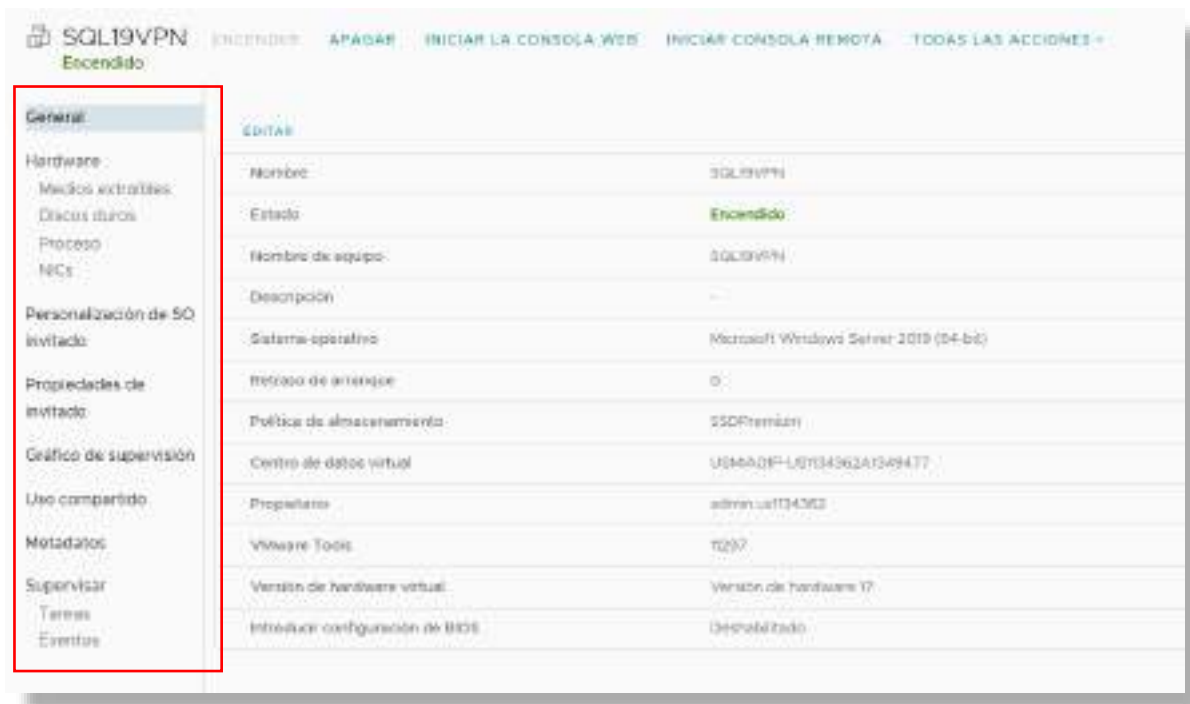 SQL19VPN ENCENDER APAGAR INICIAR LA CONSOLA WEB INICIAR CONSOLA REMOTA TODAS LAS ACCIONES
Encendido
General
Hardware
Medios extraíbles
Discos duros
Proceso
NICs
Personalización de SO
invitado
Propiedades de
invitado
Gráfico de supervisión
Uso compartido
Metadatos
Supervisar
Tareas
Eventos
EDITAR
Nombre SQL19VPN
Estado Encendido
Nombre de equipo SQL19VPN
Descripción -
Sistema operativo Microsoft Windows Server 2019 (64-bit)
Retraso de arranque 0
Política de almacenamiento SSDPremium
Centro de datos virtual
Propietario
VMware Tools 11297
Versión de hardware virtual Versión de hardware 17
Introducir configuración de BIOS Deshabilitado